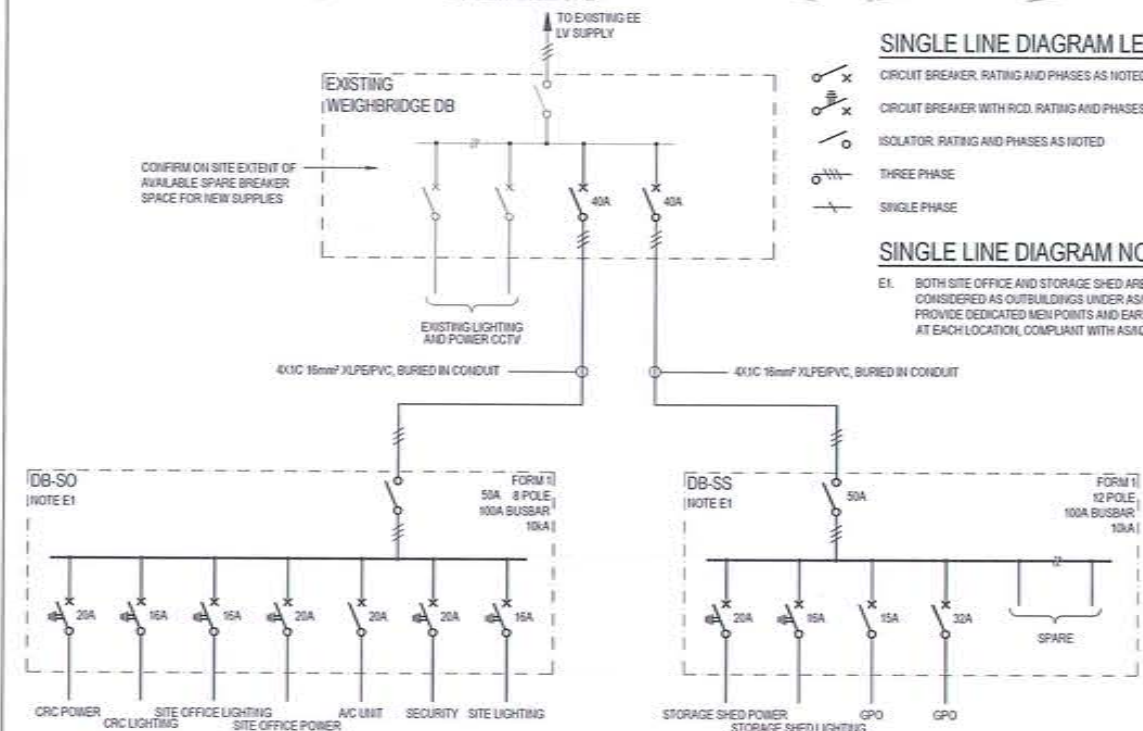 TO EXISTING EE
LV SUPPLY
EXISTING
WEIGHBRIDGE DB
CONFIRM ON SITE EXTENT OF
AVAILABLE SPARE BREAKER
SPACE FOR NEW SUPPLIES
40A
40A
EXISTING LIGHTING
AND POWER CCTV
SINGLE LINE DIAGRAM LE
CIRCUIT BREAKER. RATING AND PHASES AS NOTED
CIRCUIT BREAKER WITH RCD. RATING AND PHASES
ISOLATOR. RATING AND PHASES AS NOTED
THREE PHASE
SINGLE PHASE
SINGLE LINE DIAGRAM NO
E1. BOTH SITE OFFICE AND STORAGE SHED ARE
CONSIDERED AS OUTBUILDINGS UNDER AS/
PROVIDE DEDICATED MEN POINTS AND EAR
AT EACH LOCATION, COMPLIANT WITH AS/NZ
4X1C 16mm² XLPE/PVC, BURIED IN CONDUIT
4X1C 16mm² XLPE/PVC, BURIED IN CONDUIT
DB-SO
NOTE E1
FORM 1
50A 8 POLE
100A BUSBAR
10kA
20A
16A
16A
20A
20A
20A
16A
CRC POWER
CRC LIGHTING
SITE OFFICE LIGHTING
SITE OFFICE POWER
A/C UNIT
SECURITY
SITE LIGHTING
DB-SS
NOTE E1
50A
FORM 1
12 POLE
100A BUSBAR
10kA
20A
16A
15A
32A
SPARE
STORAGE SHED POWER
STORAGE SHED LIGHTING
GPO
GPO